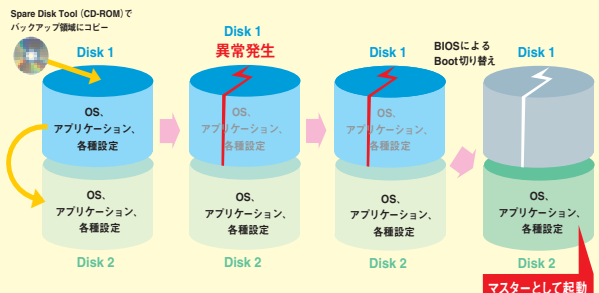 Spare Disk Tool（CD-ROM）で
バックアップ領域にコピー
Disk 1
OS、
アプリケーション、
各種設定
OS、
アプリケーション、
各種設定
Disk 2
Disk 1
異常発生
OS、
アプリケーション、
各種設定
OS、
アプリケーション、
各種設定
Disk 2
Disk 1
OS、
アプリケーション、
各種設定
OS、
アプリケーション、
各種設定
Disk 2
BIOSによる
Boot切り替え
Disk 1
OS、
アプリケーション、
各種設定
Disk 2
マスターとして起動